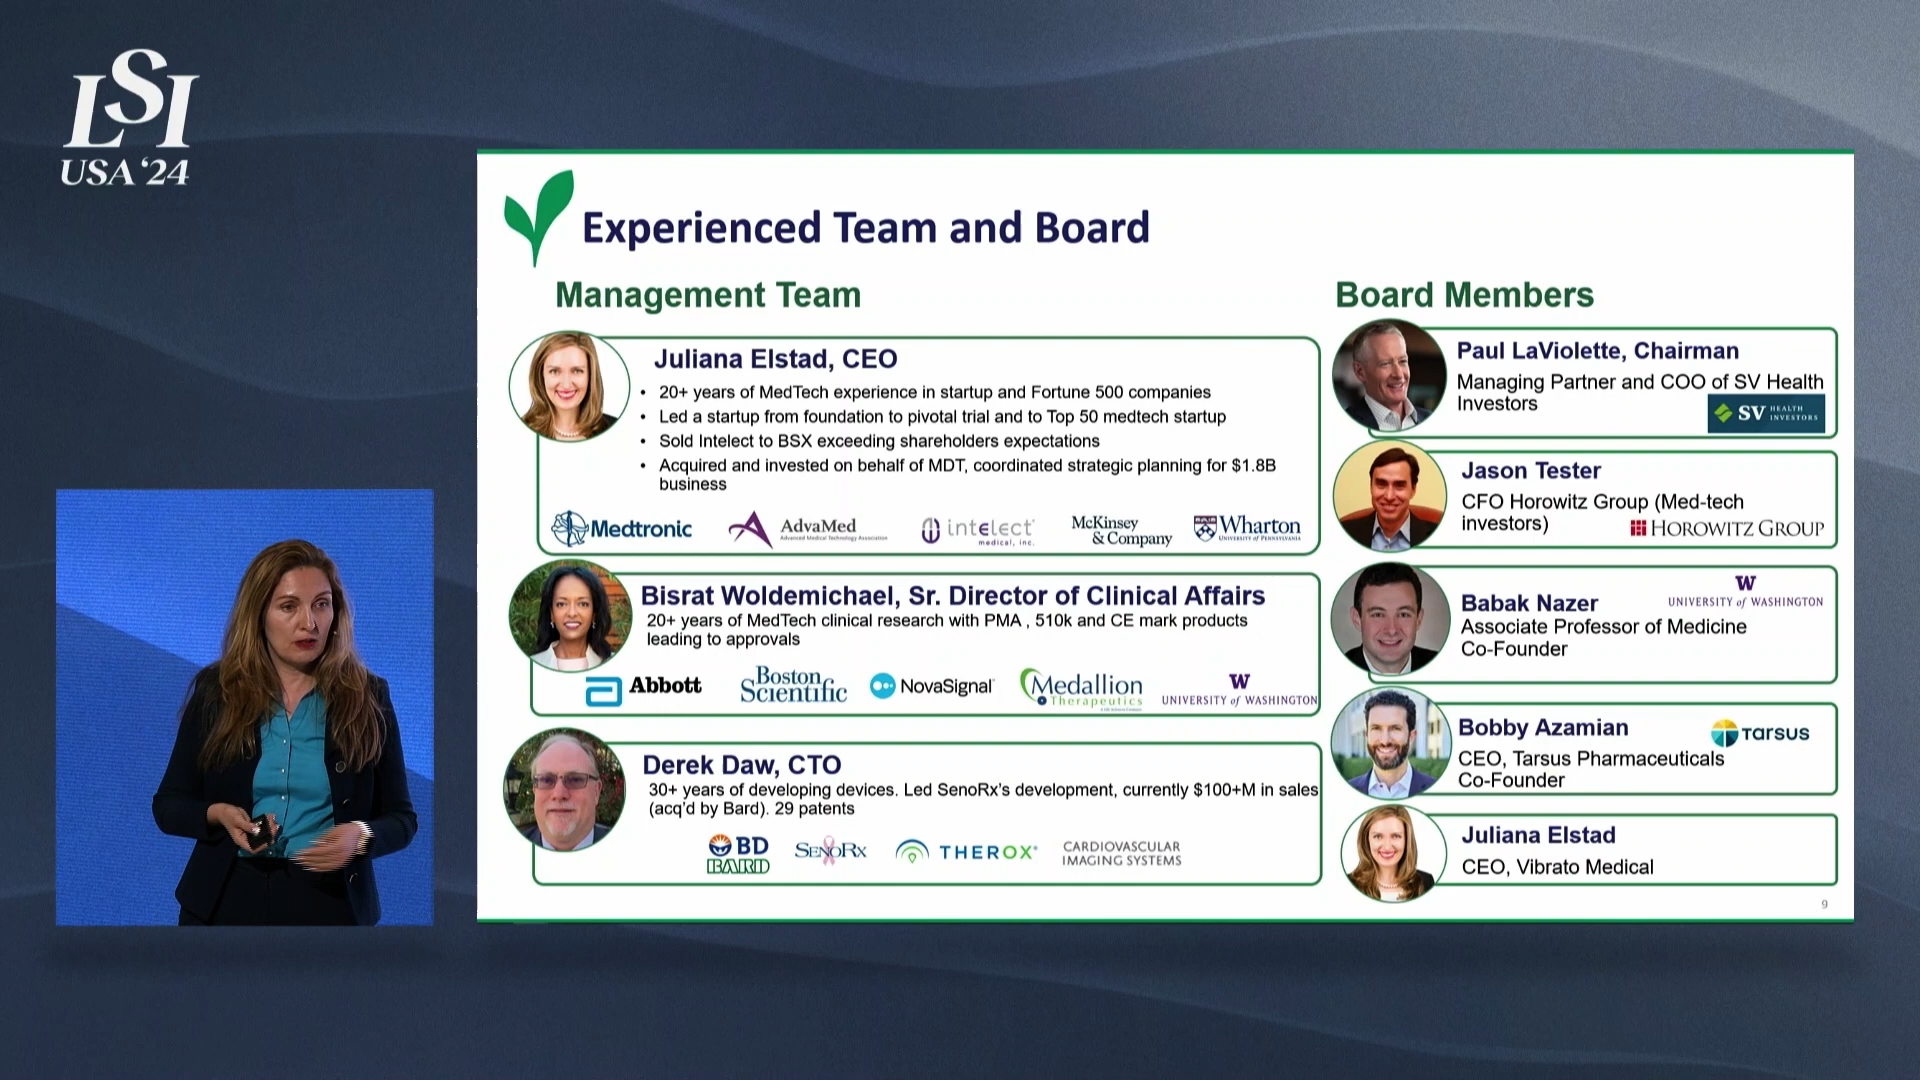 LSI
USA '24
Experienced Team and Board
Management Team
Juliana Elstad, CEO
• 20+ years of MedTech experience in startup and Fortune 500 companies
• Led a startup from foundation to pivotal trial and to Top 50 medtech startup
• Sold Intelect to BSX exceeding shareholders expectations
• Acquired and invested on behalf of MDT, coordinated strategic planning for $1.8B
business
Medtronic
AdvaMed
Advanced Medical Technology Association
intelect
medical, inc.
McKinsey
& Company
Wharton
UNIVERSITY of PENNSYLVANIA
Bisrat Woldemichael, Sr. Director of Clinical Affairs
20+ years of MedTech clinical research with PMA , 510k and CE mark products
leading to approvals
Abbott
Boston
Scientific
NovaSignal
Medallion
Therapeutics
W
UNIVERSITY of WASHINGTON
Derek Daw, CTO
30+ years of developing devices. Led SenoRx's development, currently $100+M in sales
(acq'd by Bard). 29 patents
BD
BARD
SENORX
THEROX
CARDIOVASCULAR
IMAGING SYSTEMS
Board Members
Paul LaViolette, Chairman
Managing Partner and COO of SV Health
Investors
SV HEALTH
INVESTORS
Jason Tester
CFO Horowitz Group (Med-tech
investors)
HOROWITZ GROUP
Babak Nazer
W
UNIVERSITY of WASHINGTON
Associate Professor of Medicine
Co-Founder
Bobby Azamian
TARSUS
CEO, Tarsus Pharmaceuticals
Co-Founder
Juliana Elstad
CEO, Vibrato Medical
9